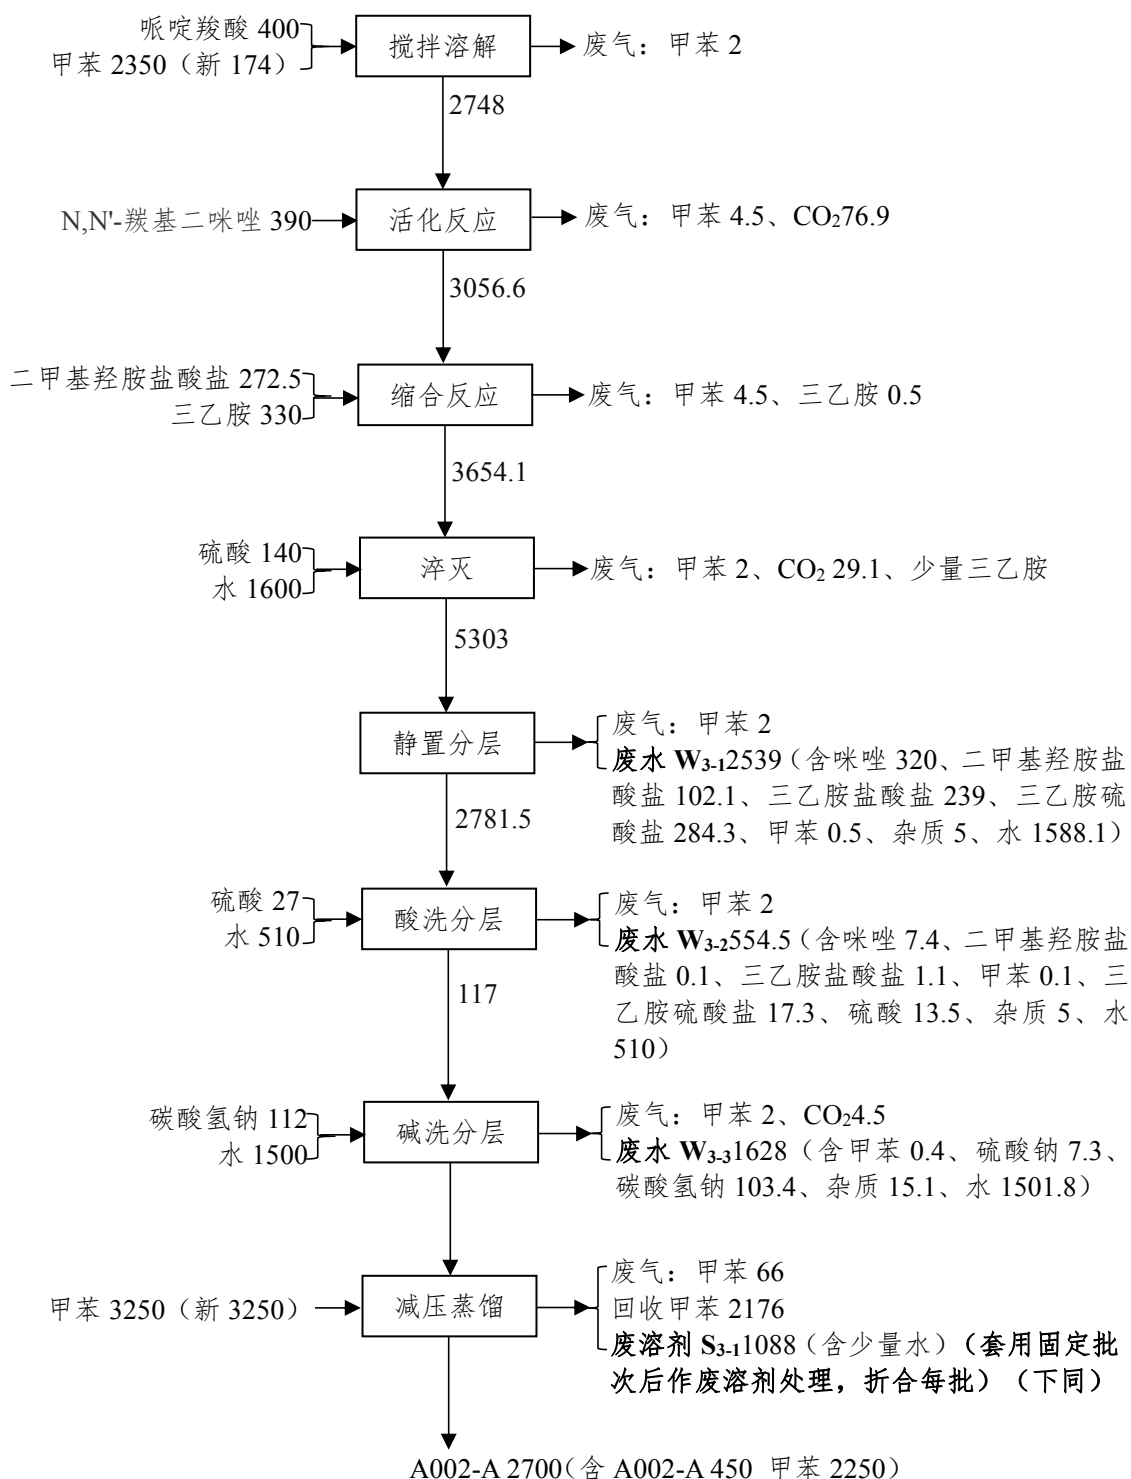 哌啶羧酸 400
甲苯 2350（新 174）
搅拌溶解
废气：甲苯 2
2748
N,N'-羰基二咪唑 390
活化反应
废气：甲苯 4.5、CO₂76.9
3056.6
二甲基羟胺盐酸盐 272.5
三乙胺 330
缩合反应
废气：甲苯 4.5、三乙胺 0.5
3654.1
硫酸 140
水 1600
淬灭
废气：甲苯 2、CO₂ 29.1、少量三乙胺
5303
静置分层
废气：甲苯 2
废水 W₃₋₁2539（含咪唑 320、二甲基羟胺盐
酸盐 102.1、三乙胺盐酸盐 239、三乙胺硫
酸盐 284.3、甲苯 0.5、杂质 5、水 1588.1）
2781.5
硫酸 27
水 510
酸洗分层
废气：甲苯 2
废水 W₃₋₂554.5（含咪唑 7.4、二甲基羟胺盐
酸盐 0.1、三乙胺盐酸盐 1.1、甲苯 0.1、三
乙胺硫酸盐 17.3、硫酸 13.5、杂质 5、水
510）
117
碳酸氢钠 112
水 1500
碱洗分层
废气：甲苯 2、CO₂4.5
废水 W₃₋₃1628（含甲苯 0.4、硫酸钠 7.3、
碳酸氢钠 103.4、杂质 15.1、水 1501.8）
甲苯 3250（新 3250）
减压蒸馏
废气：甲苯 66
回收甲苯 2176
废溶剂 S₃₋₁1088（含少量水）（套用固定批
次后作废溶剂处理，折合每批）（下同）
A002-A 2700（含 A002-A 450 甲苯 2250）